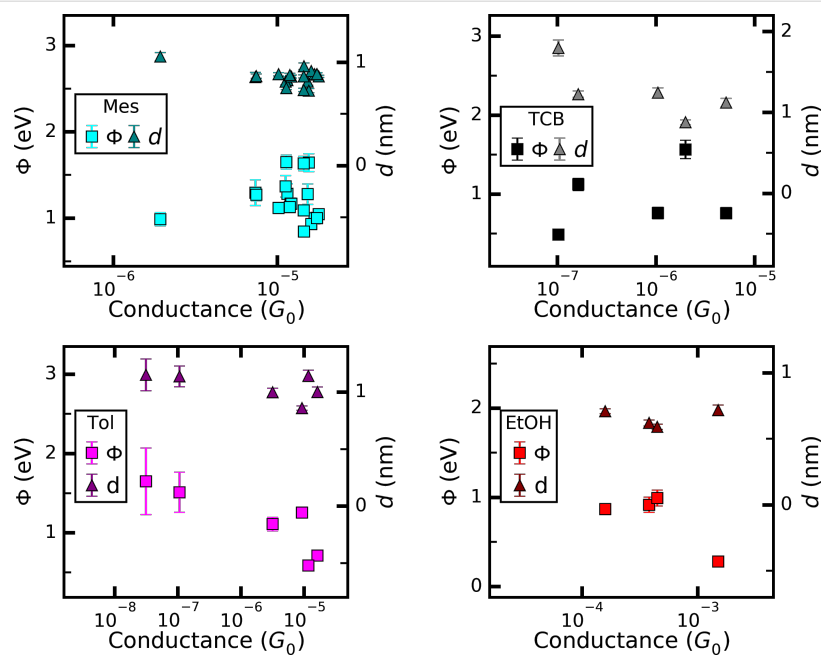 3
2
1
Φ (eV)
Mes
Φ d
1
0
d (nm)
10⁻⁶ 10⁻⁵
Conductance (G₀)
3
2
1
Φ (eV)
TCB
Φ d
2
1
0
d (nm)
10⁻⁷ 10⁻⁶ 10⁻⁵
Conductance (G₀)
3
2
1
Φ (eV)
Tol
Φ
d
1
0
d (nm)
10⁻⁸ 10⁻⁷ 10⁻⁶ 10⁻⁵
Conductance (G₀)
2
1
0
Φ (eV)
EtOH
Φ
d
1
0
d (nm)
10⁻⁴ 10⁻³
Conductance (G₀)